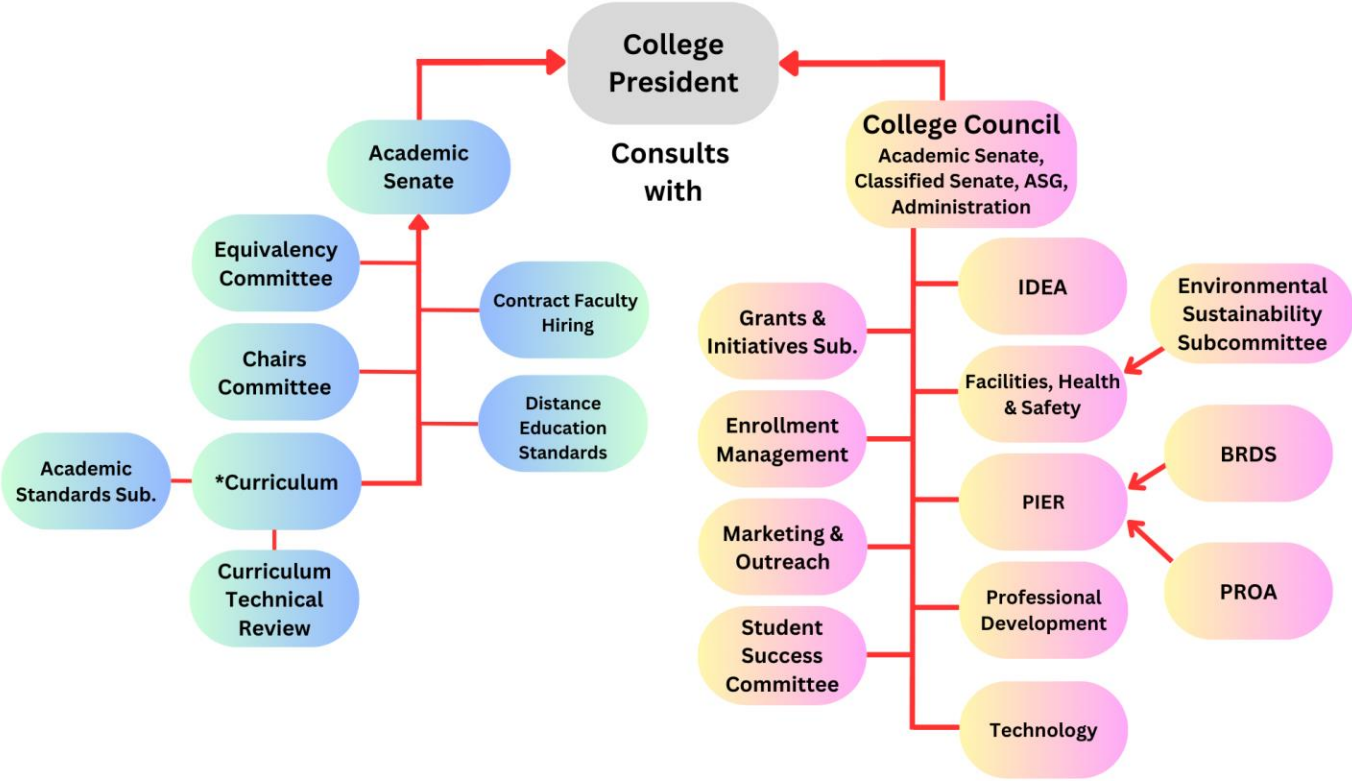 College
President
Consults
with
Academic
Senate
Equivalency
Committee
Contract Faculty
Hiring
Chairs
Committee
Distance
Education
Standards
Academic
Standards Sub.
*Curriculum
Curriculum
Technical
Review
College Council
Academic Senate,
Classified Senate, ASG,
Administration
IDEA
Environmental
Sustainability
Subcommittee
Grants &
Initiatives Sub.
Facilities, Health
& Safety
Enrollment
Management
BRDS
PIER
Marketing &
Outreach
PROA
Professional
Development
Student
Success
Committee
Technology